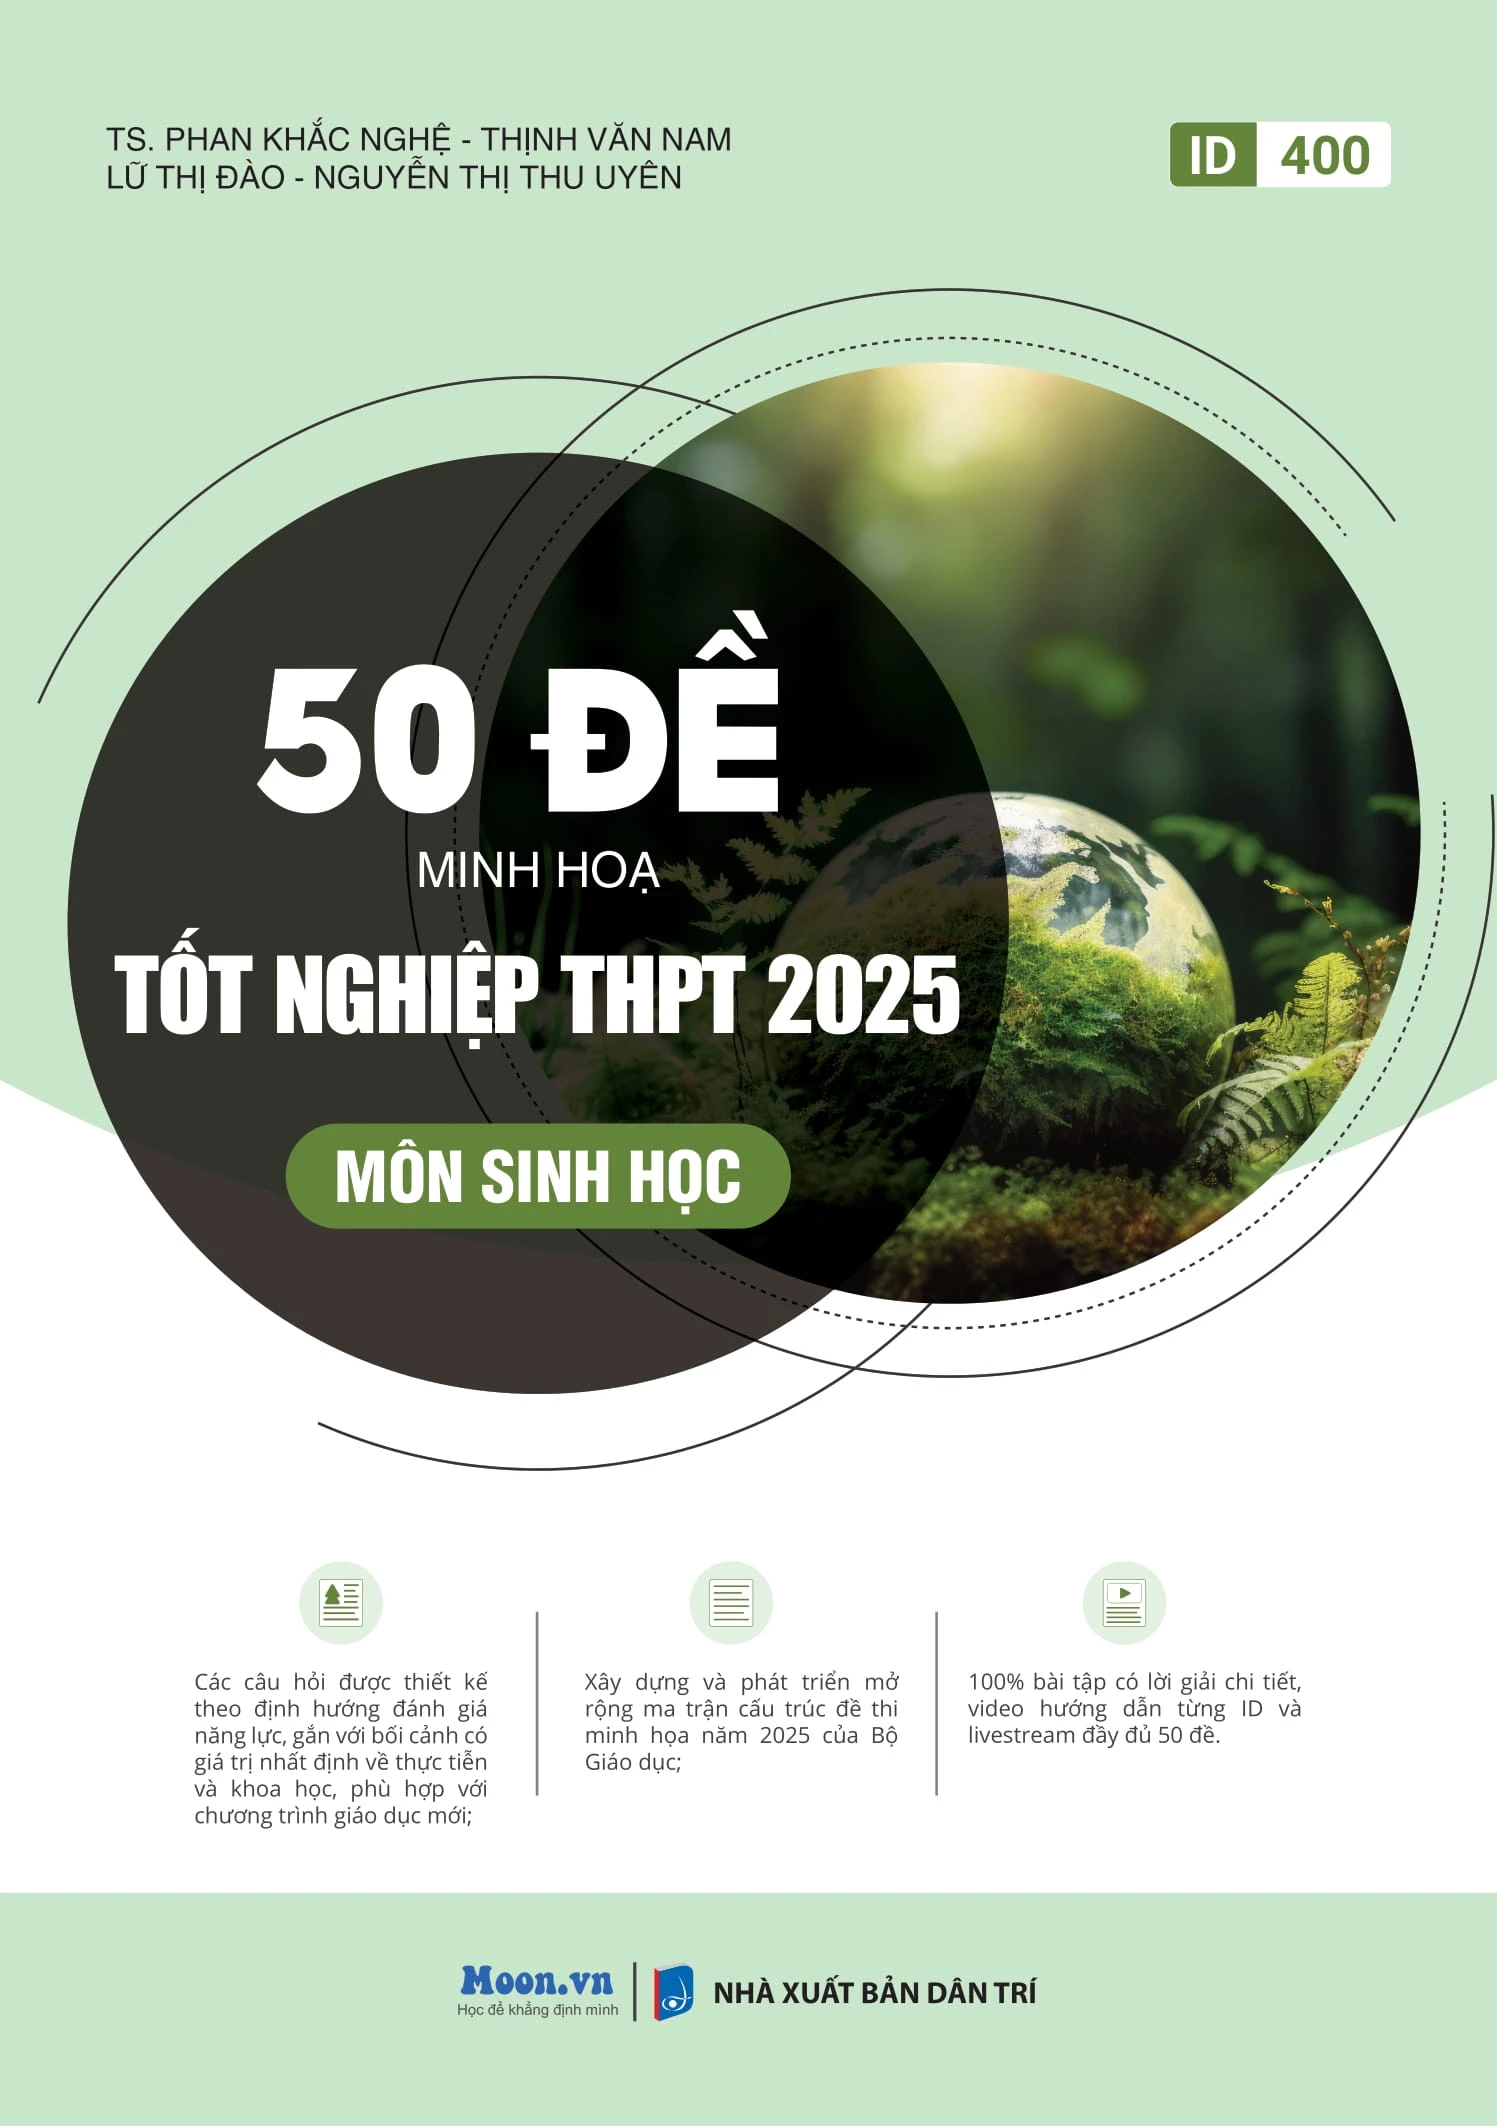 TS. PHAN KHẮC NGHỆ - THỊNH VĂN NAM
LỮ THỊ ĐÀO - NGUYỄN THỊ THU UYÊN
ID 400
50 ĐỀ
MINH HOẠ
TỐT NGHIỆP THPT 2025
MÔN SINH HỌC
Các câu hỏi được thiết kế
theo định hướng đánh giá
năng lực, gắn với bối cảnh có
giá trị nhất định về thực tiễn
và khoa học, phù hợp với
chương trình giáo dục mới;
Xây dựng và phát triển mở
rộng ma trận cấu trúc đề thi
minh họa năm 2025 của Bộ
Giáo dục;
100% bài tập có lời giải chi tiết,
video hướng dẫn từng ID và
livestream đầy đủ 50 đề.
Moon.vn
Học để khẳng định mình
NHÀ XUẤT BẢN DÂN TRÍ